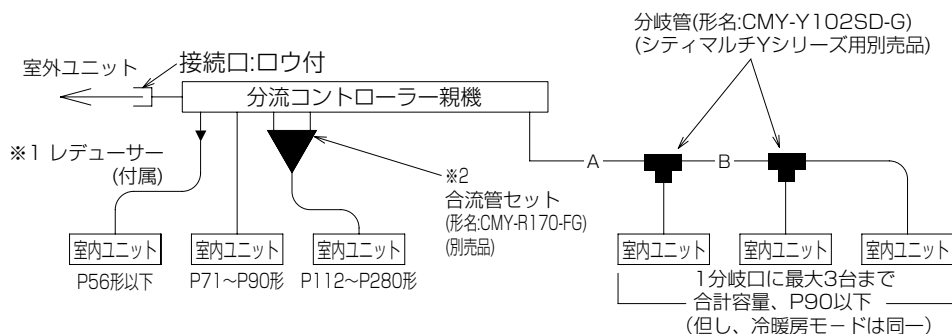 分岐管(形名:CMY-Y102SD-G)
(シティマルチYシリーズ用別売品)
室外ユニット
接続口:ロウ付
分流コントローラー親機
※1 レデューサー
(付属)
※2
合流管セット
(形名:CMY-R170-FG)
(別売品)
A
B
室内ユニット
室内ユニット
室内ユニット
室内ユニット
室内ユニット
室内ユニット
P56形以下
P71～P90形
P112～P280形
1分岐口に最大3台まで
合計容量、P90以下
(但し、冷暖房モードは同一)